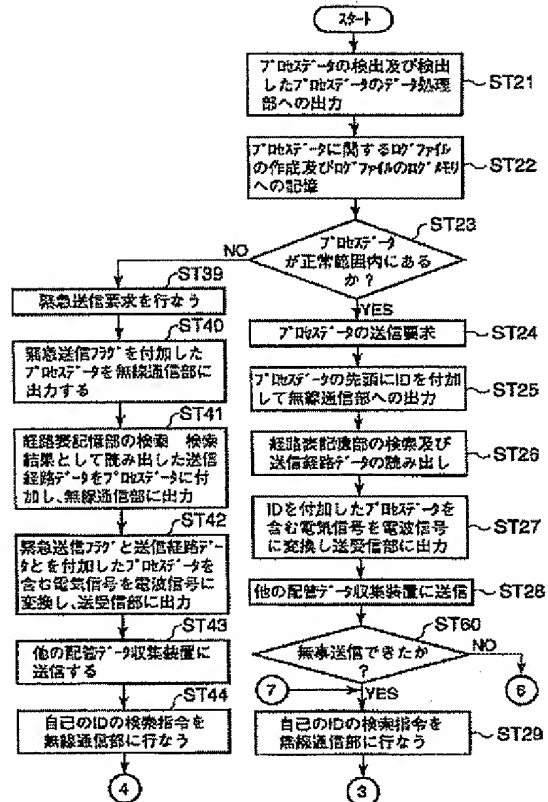 スタート
プロセスデータの検出及び検出
したプロセスデータのデータ処理
部への出力
ST21
プロセスデータに関するログファイル
の作成及びログファイルのログメモリ
への記憶
ST22
ST23
プロセスデータ
が正常範囲内にある
か?
NO
YES
ST39
緊急送信要求を行なう
ST40
緊急送信フラグを付加した
プロセスデータを無線通信部に
出力する
ST41
経路表記憶部の検索 検索
結果として読み出した送信
経路データをプロセスデータに付
加し、無線通信部に出力
ST42
緊急送信フラグと送信経路デー
タとを付加したプロセスデータを
含む電気信号を電波信号に
変換し、送受信部に出力
ST43
他の配管データ収集装置に
送信する
ST44
自己のIDの検索指令を
無線通信部に行なう
4
プロセスデータの送信要求
ST24
プロセスデータの先頭にIDを付加
して無線通信部への出力
ST25
経路表記憶部の検索及び
送信経路データの読み出し
ST26
IDを付加したプロセスデータを
含む電気信号を電波信号
に変換し送受信部に出力
ST27
他の配管データ収集装置に送信
ST28
ST60
無事送信できたか
?
NO
6
7
YES
自己のIDの検索指令を
無線通信部に行なう
ST29
3